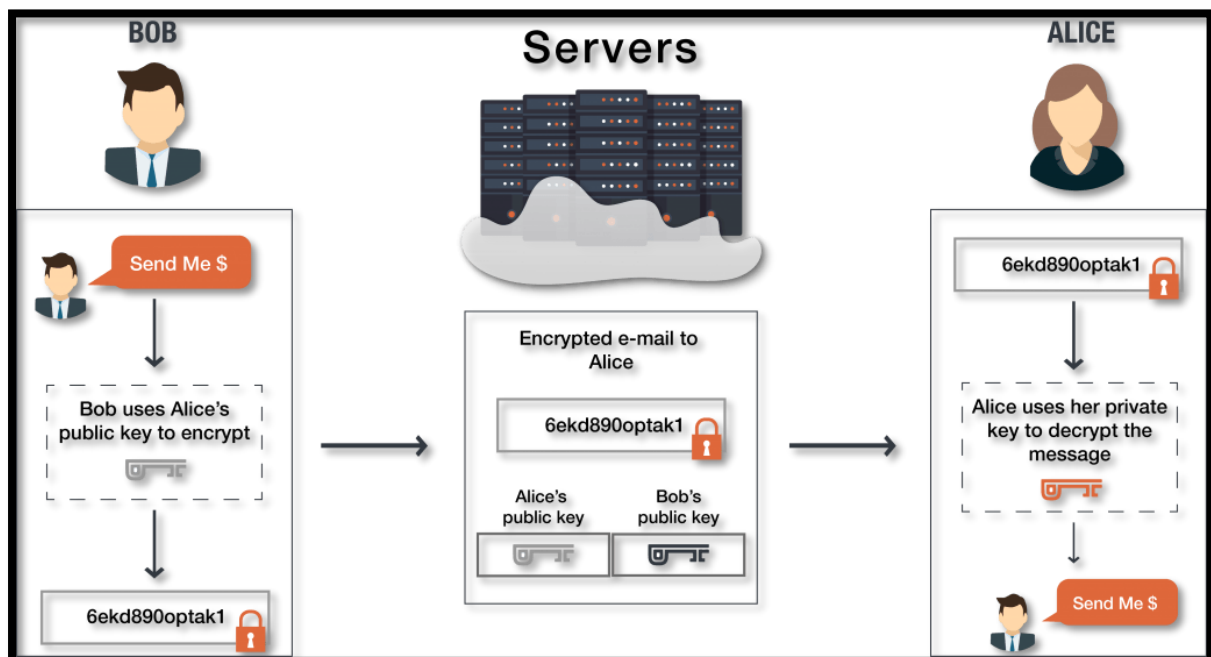 BOB
Send Me $
Bob uses Alice's
public key to encrypt
6ekd890optak1
Servers
Encrypted e-mail to
Alice
6ekd890optak1
Alice's
public key
Bob's
public key
ALICE
6ekd890optak1
Alice uses her private
key to decrypt the
message
Send Me $